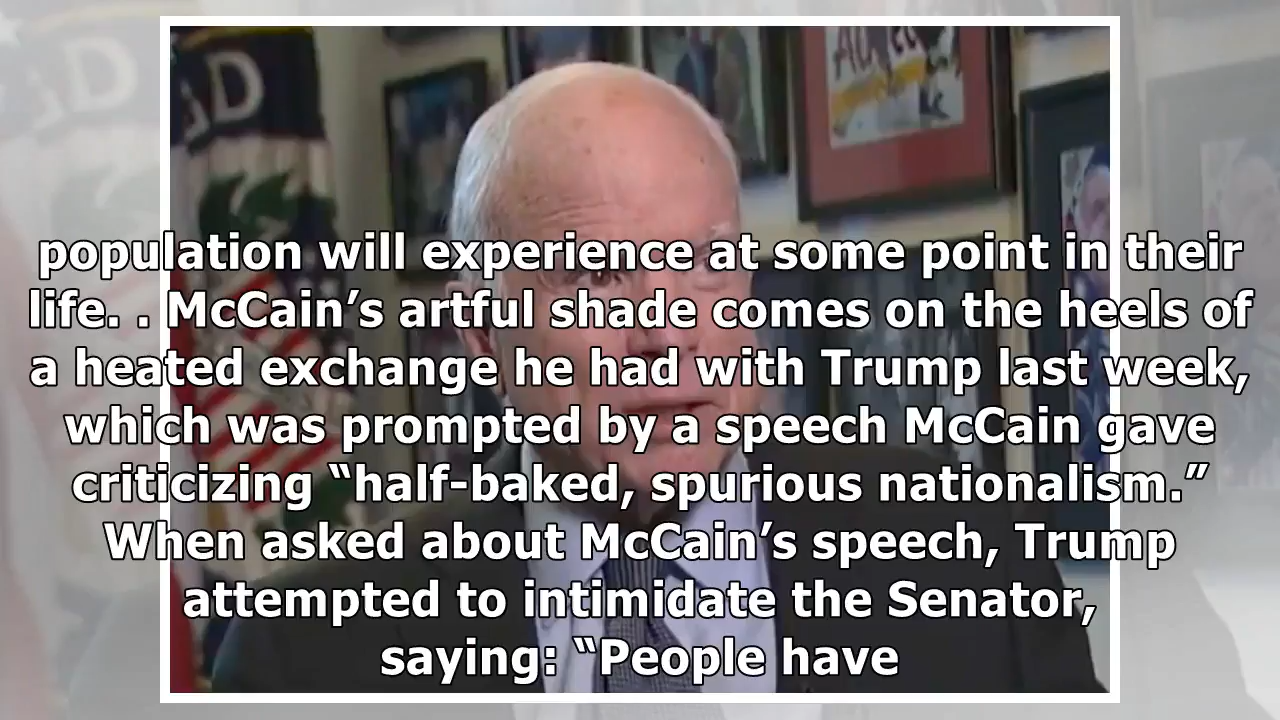 population will experience at some point in their
life. . McCain’s artful shade comes on the heels of
a heated exchange he had with Trump last week,
which was prompted by a speech McCain gave
criticizing “half-baked, spurious nationalism.”
When asked about McCain’s speech, Trump
attempted to intimidate the Senator,
saying: “People have